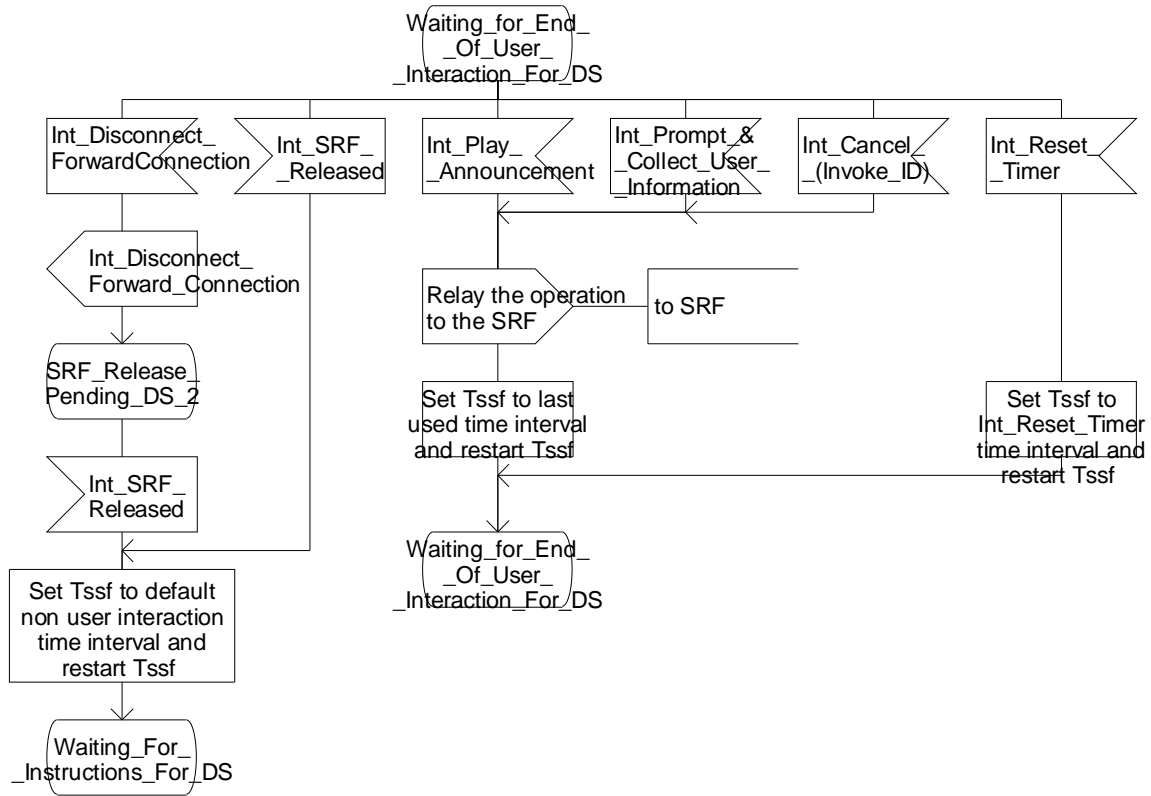 Waiting_for_End_
_Of_User_
_Interaction_For_DS
Int_Disconnect_
ForwardConnection
Int_SRF_
_Released
Int_Play_
_Announcement
Int_Prompt_&
_Collect_User_
_Information
Int_Cancel_
_(Invoke_ID)
Int_Reset_
_Timer
Int_Disconnect_
Forward_Connection
Relay the operation
to the SRF
to SRF
SRF_Release_
Pending_DS_2
Set Tssf to last
used time interval
and restart Tssf
Set Tssf to
Int_Reset_Timer
time interval and
restart Tssf
Int_SRF_
Released
Waiting_for_End_
_Of_User_
_Interaction_For_DS
Set Tssf to default
non user interaction
time interval and
restart Tssf
Waiting_For_
_Instructions_For_DS